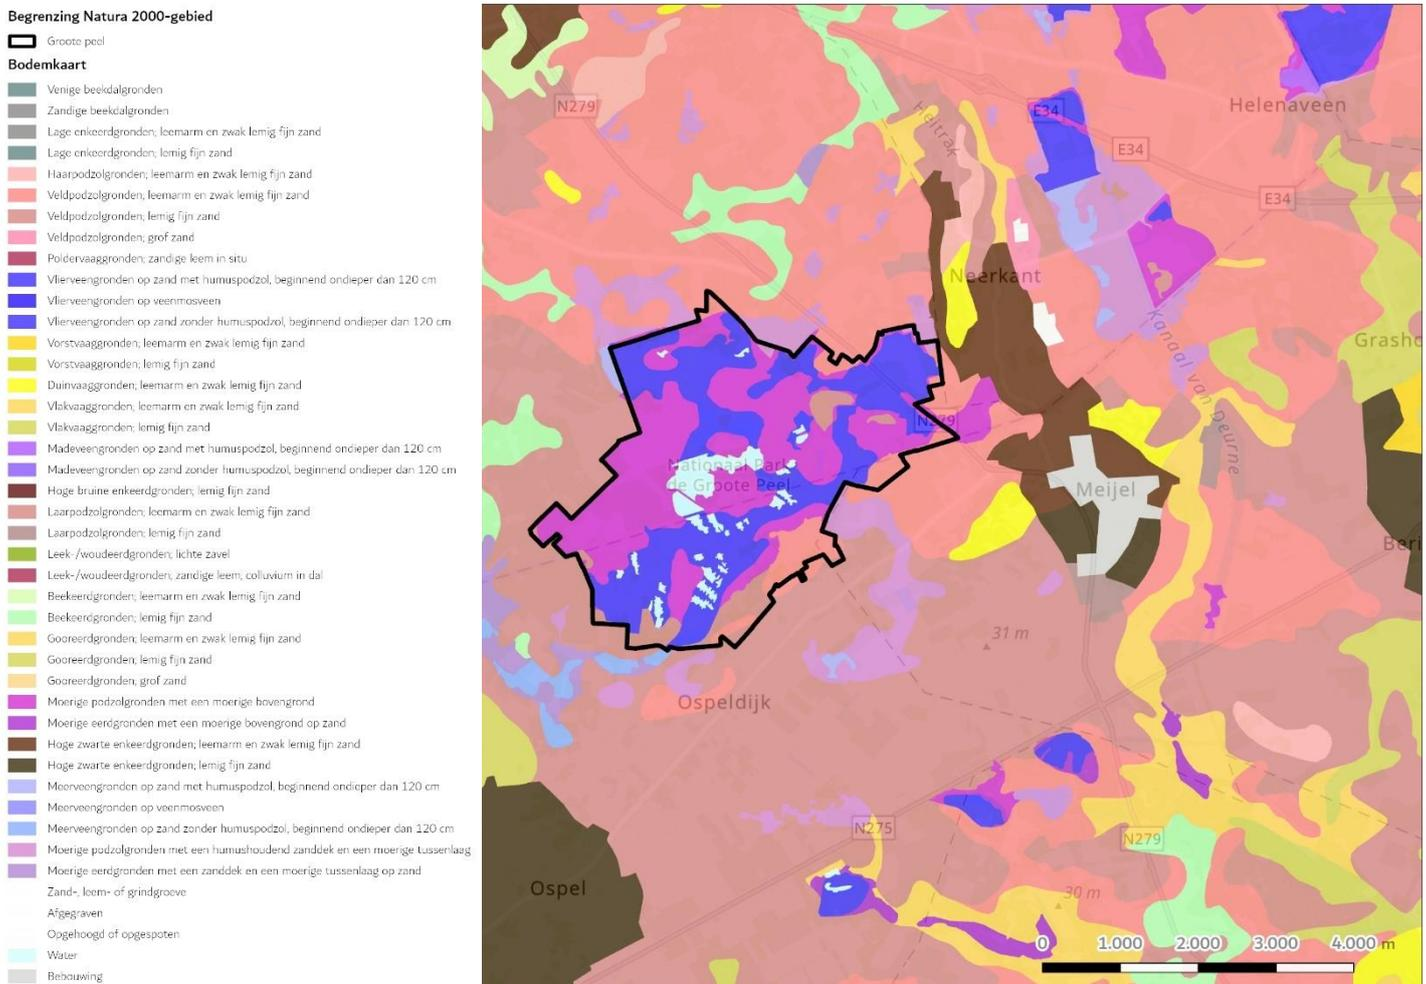 Begrenzing Natura 2000-gebied
Groote peel
Bodemkaart
Venige beekdalgronden
Zandige beekdalgronden
Lage enkeerdgronden; leemarm en zwak lemig fijn zand
Lage enkeerdgronden; lemig fijn zand
Haarpodzolgronden; leemarm en zwak lemig fijn zand
Veldpodzolgronden; leemarm en zwak lemig fijn zand
Veldpodzolgronden; lemig fijn zand
Veldpodzolgronden; grof zand
Poldervaaggronden; zandige leem in situ
Vlierveengronden op zand met humuspodzol, beginnend ondieper dan 120 cm
Vlierveengronden op veenmosveen
Vlierveengronden op zand zonder humuspodzol, beginnend ondieper dan 120 cm
Vorstvaaggronden; leemarm en zwak lemig fijn zand
Vorstvaaggronden; lemig fijn zand
Duinvaaggronden; leemarm en zwak lemig fijn zand
Vlakvaaggronden; leemarm en zwak lemig fijn zand
Vlakvaaggronden; lemig fijn zand
Madeveengronden op zand met humuspodzol, beginnend ondieper dan 120 cm
Madeveengronden op zand zonder humuspodzol, beginnend ondieper dan 120 cm
Hoge bruine enkeerdgronden; lemig fijn zand
Laarpodzolgronden; leemarm en zwak lemig fijn zand
Laarpodzolgronden; lemig fijn zand
Leek-/woudeerdgronden; lichte zavel
Leek-/woudeerdgronden; zandige leem, colluvium in dal
Beekeerdgronden; leemarm en zwak lemig fijn zand
Beekeerdgronden; lemig fijn zand
Gooreerdgronden; leemarm en zwak lemig fijn zand
Gooreerdgronden; lemig fijn zand
Gooreerdgronden; grof zand
Moerige podzolgronden met een moerige bovengrond
Moerige eerdgronden met een moerige bovengrond op zand
Hoge zwarte enkeerdgronden; leemarm en zwak lemig fijn zand
Hoge zwarte enkeerdgronden; lemig fijn zand
Meerveengronden op zand met humuspodzol, beginnend ondieper dan 120 cm
Meerveengronden op veenmosveen
Meerveengronden op zand zonder humuspodzol, beginnend ondieper dan 120 cm
Moerige podzolgronden met een humushoudend zanddek en een moerige tussenlaag
Moerige eerdgronden met een zanddek en een moerige tussenlaag op zand
Zand-, leem- of grindgroeve
Afgegraven
Opgehoogd of opgespoten
Water
Bebouwing
N279
Heitrak
E34
Helenaveen
E34
E34
Neerkant
Kanaal van Deurne
Grasho
N279
Nationaal Park
de Groote Peel
Meijel
Beri
31 m
Ospeldijk
N275
N279
Ospel
30 m
0 1.000 2.000 3.000 4.000 m